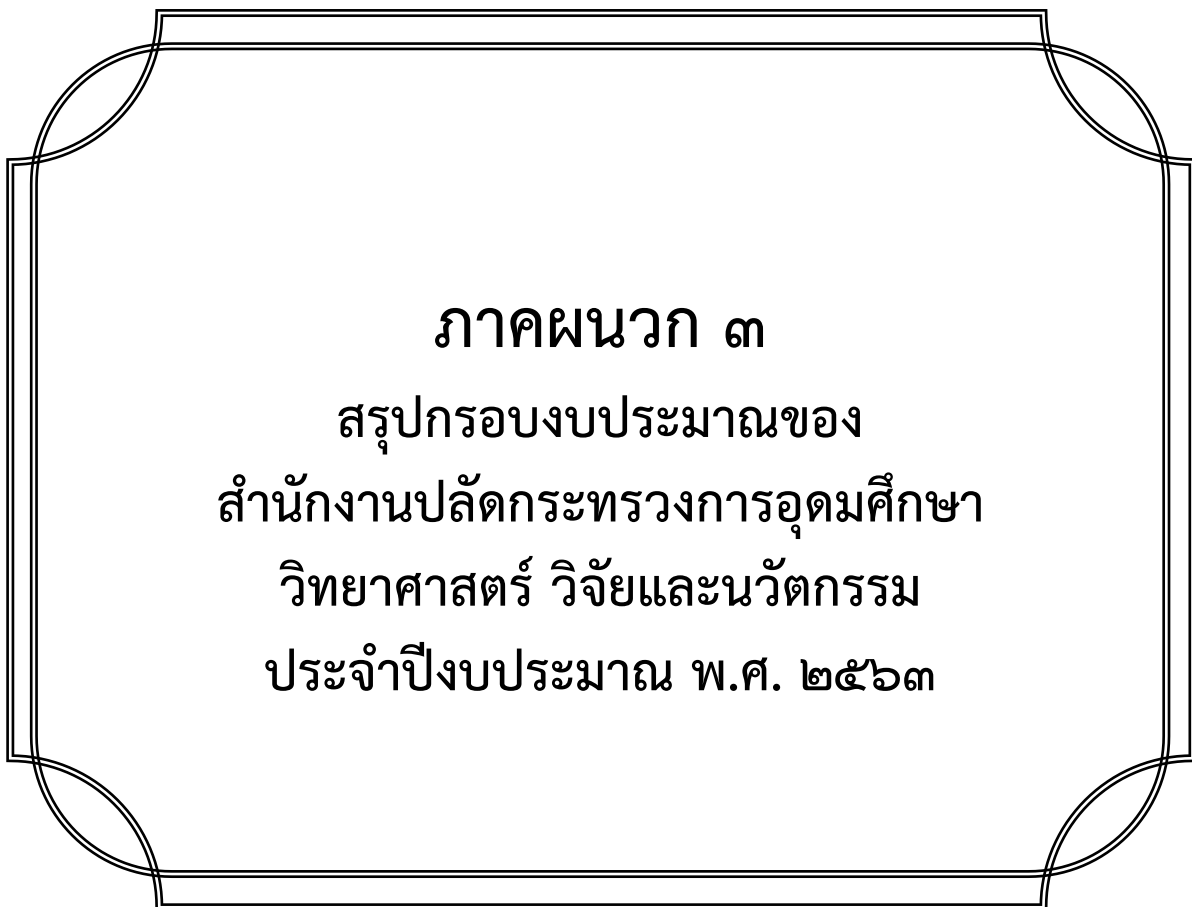 ภาคผนวก ๓
สรุปกรอบงบประมาณของ
สำนักงานปลัดกระทรวงการอุดมศึกษา
วิทยาศาสตร์ วิจัยและนวัตกรรม
ประจำปีงบประมาณ พ.ศ. ๒๕๖๓